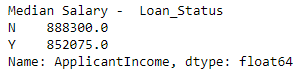 Median Salary -  Loan_Status
N    888300.0
Y    852075.0
Name: ApplicantIncome, dtype: float64